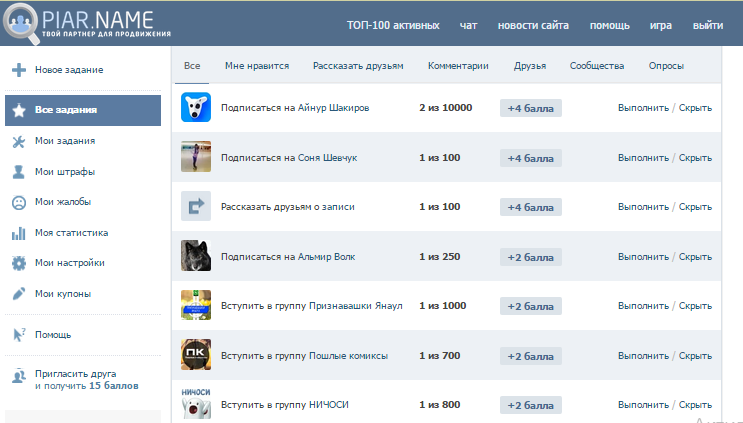 PIAR.NAME
ТВОЙ ПАРТНЕР ДЛЯ ПРОДВИЖЕНИЯ
ТОП-100 активных чат новости сайта помощь игра выйти
Новое задание
Все задания
Мои задания
Мои штрафы
Мои жалобы
Моя статистика
Мои настройки
Мои купоны
Помощь
Пригласить друга
и получить 15 баллов
Все Мне нравится Рассказать друзьям Комментарии Друзья Сообщества Опросы
Подписаться на Айнур Шакиров 2 из 10000 +4 балла Выполнить / Скрыть
Подписаться на Соня Шевчук 1 из 100 +4 балла Выполнить / Скрыть
Рассказать друзьям о записи 1 из 100 +4 балла Выполнить / Скрыть
Подписаться на Альмир Волк 1 из 250 +2 балла Выполнить / Скрыть
Вступить в группу Признавашки Янаул 1 из 1000 +2 балла Выполнить / Скрыть
ПК
Вступить в группу Пошлые комиксы 1 из 700 +2 балла Выполнить / Скрыть
НИЧОСИ
Вступить в группу НИЧОСИ 1 из 800 +2 балла Выполнить / Скрыть